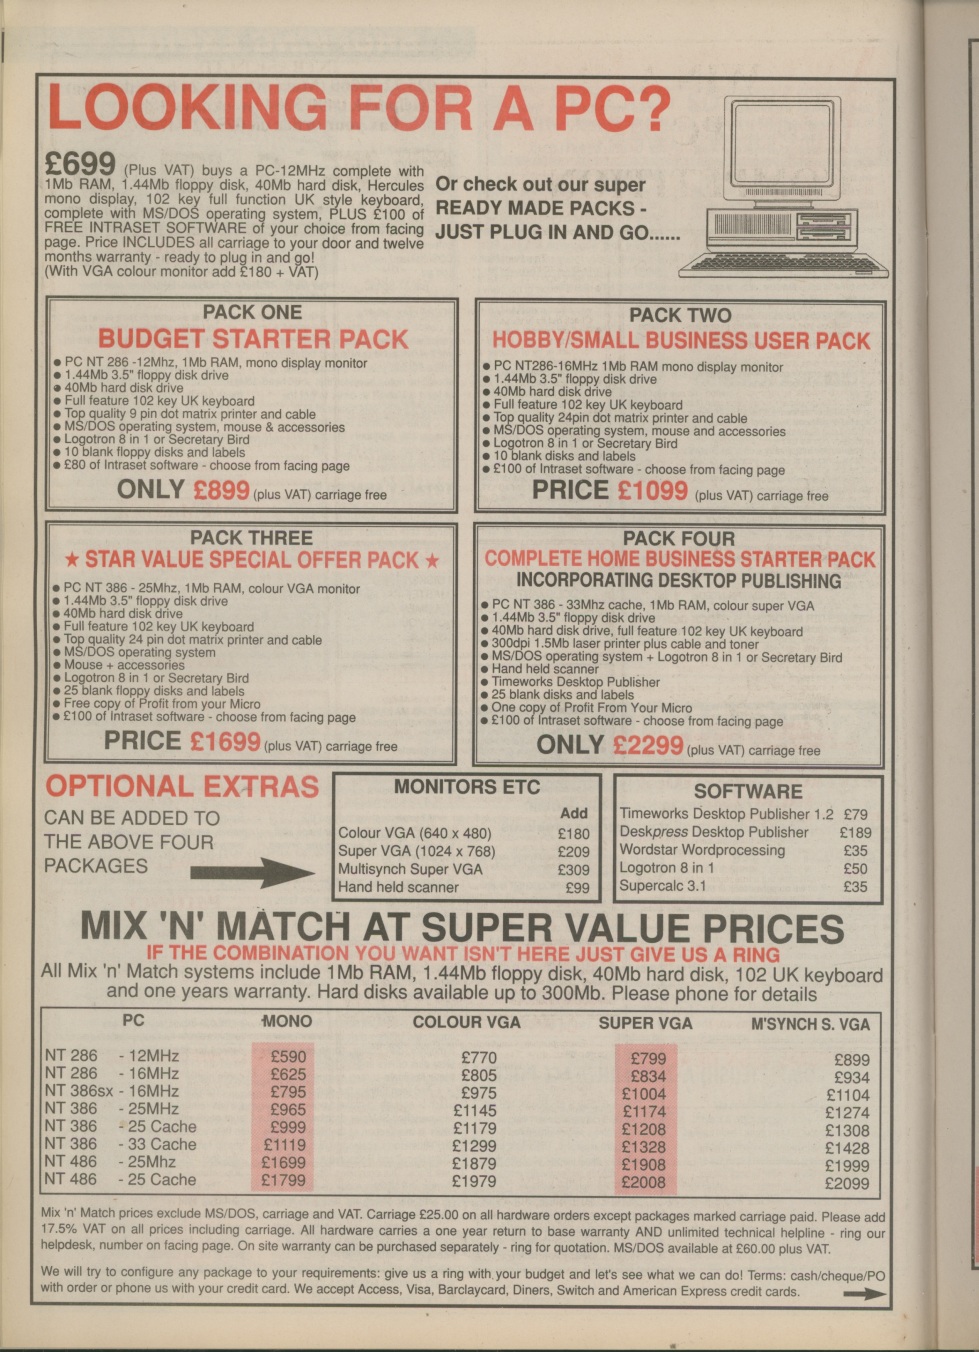 LOOKING FOR A PC?
£699 (Plus VAT) buys a PC-12MHz complete with
1Mb RAM, 1.44Mb floppy disk, 40Mb hard disk, Hercules
mono display, 102 key full function UK style keyboard,
complete with MS/DOS operating system, PLUS £100 of
FREE INTRASET SOFTWARE of your choice from facing
page. Price INCLUDES all carriage to your door and twelve
months warranty - ready to plug in and go!
(With VGA colour monitor add £180 + VAT)
Or check out our super
READY MADE PACKS -
JUST PLUG IN AND GO......
PACK ONE
BUDGET STARTER PACK
● PC NT 286 -12Mhz, 1Mb RAM, mono display monitor
● 1.44Mb 3.5" floppy disk drive
● 40Mb hard disk drive
● Full feature 102 key UK keyboard
● Top quality 9 pin dot matrix printer and cable
● MS/DOS operating system, mouse & accessories
● Logotron 8 in 1 or Secretary Bird
● 10 blank floppy disks and labels
● £80 of Intraset software - choose from facing page
ONLY £899 (plus VAT) carriage free
PACK TWO
HOBBY/SMALL BUSINESS USER PACK
● PC NT286-16MHz 1Mb RAM mono display monitor
● 1.44Mb 3.5" floppy disk drive
● 40Mb hard disk drive
● Full feature 102 key UK keyboard
● Top quality 24pin dot matrix printer and cable
● MS/DOS operating system, mouse and accessories
● Logotron 8 in 1 or Secretary Bird
● 10 blank disks and labels
● £100 of Intraset software - choose from facing page
PRICE £1099 (plus VAT) carriage free
PACK THREE
★ STAR VALUE SPECIAL OFFER PACK ★
● PC NT 386 - 25Mhz, 1Mb RAM, colour VGA monitor
● 1.44Mb 3.5" floppy disk drive
● 40Mb hard disk drive
● Full feature 102 key UK keyboard
● Top quality 24 pin dot matrix printer and cable
● MS/DOS operating system
● Mouse + accessories
● Logotron 8 in 1 or Secretary Bird
● 25 blank floppy disks and labels
● Free copy of Profit from your Micro
● £100 of Intraset software - choose from facing page
PRICE £1699 (plus VAT) carriage free
PACK FOUR
COMPLETE HOME BUSINESS STARTER PACK
INCORPORATING DESKTOP PUBLISHING
● PC NT 386 - 33Mhz cache, 1Mb RAM, colour super VGA
● 1.44Mb 3.5" floppy disk drive
● 40Mb hard disk drive, full feature 102 key UK keyboard
● 300dpi 1.5Mb laser printer plus cable and toner
● MS/DOS operating system + Logotron 8 in 1 or Secretary Bird
● Hand held scanner
● Timeworks Desktop Publisher
● 25 blank disks and labels
● One copy of Profit From Your Micro
● £100 of Intraset software - choose from facing page
ONLY £2299 (plus VAT) carriage free
OPTIONAL EXTRAS
CAN BE ADDED TO
THE ABOVE FOUR
PACKAGES
MONITORS ETC
Add
Colour VGA (640 x 480) £180
Super VGA (1024 x 768) £209
Multisynch Super VGA £309
Hand held scanner £99
SOFTWARE
Timeworks Desktop Publisher 1.2 £79
Deskpress Desktop Publisher £189
Wordstar Wordprocessing £35
Logotron 8 in 1 £50
Supercalc 3.1 £35
MIX 'N' MATCH AT SUPER VALUE PRICES
IF THE COMBINATION YOU WANT ISN'T HERE JUST GIVE US A RING
All Mix 'n' Match systems include 1Mb RAM, 1.44Mb floppy disk, 40Mb hard disk, 102 UK keyboard
and one years warranty. Hard disks available up to 300Mb. Please phone for details
PC MONO COLOUR VGA SUPER VGA M'SYNCH S. VGA
NT 286 - 12MHz £590 £770 £799 £899
NT 286 - 16MHz £625 £805 £834 £934
NT 386sx - 16MHz £795 £975 £1004 £1104
NT 386 - 25MHz £965 £1145 £1174 £1274
NT 386 - 25 Cache £999 £1179 £1208 £1308
NT 386 - 33 Cache £1119 £1299 £1328 £1428
NT 486 - 25Mhz £1699 £1879 £1908 £1999
NT 486 - 25 Cache £1799 £1979 £2008 £2099
Mix 'n' Match prices exclude MS/DOS, carriage and VAT. Carriage £25.00 on all hardware orders except packages marked carriage paid. Please add
17.5% VAT on all prices including carriage. All hardware carries a one year return to base warranty AND unlimited technical helpline - ring our
helpdesk, number on facing page. On site warranty can be purchased separately - ring for quotation. MS/DOS available at £60.00 plus VAT.
We will try to configure any package to your requirements: give us a ring with your budget and let's see what we can do! Terms: cash/cheque/PO
with order or phone us with your credit card. We accept Access, Visa, Barclaycard, Diners, Switch and American Express credit cards.